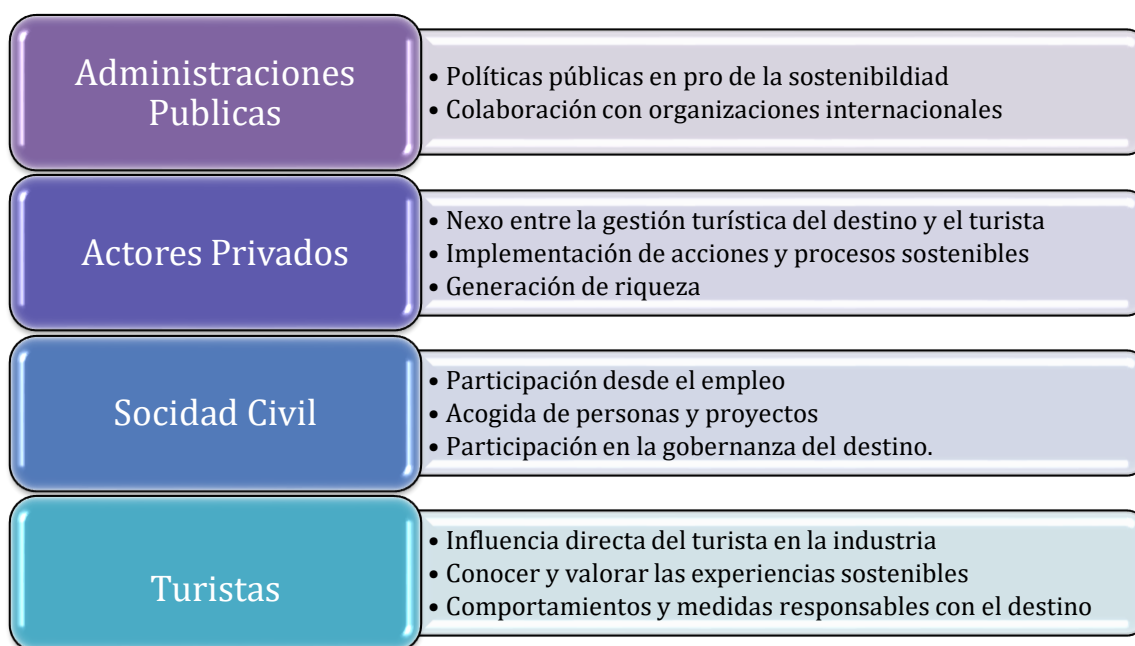 Administraciones
Publicas
• Políticas públicas en pro de la sostenibildiad
• Colaboración con organizaciones internacionales
Actores Privados
• Nexo entre la gestión turística del destino y el turista
• Implementación de acciones y procesos sostenibles
• Generación de riqueza
Socidad Civil
• Participación desde el empleo
• Acogida de personas y proyectos
• Participación en la gobernanza del destino.
Turistas
• Influencia directa del turista en la industria
• Conocer y valorar las experiencias sostenibles
• Comportamientos y medidas responsables con el destino